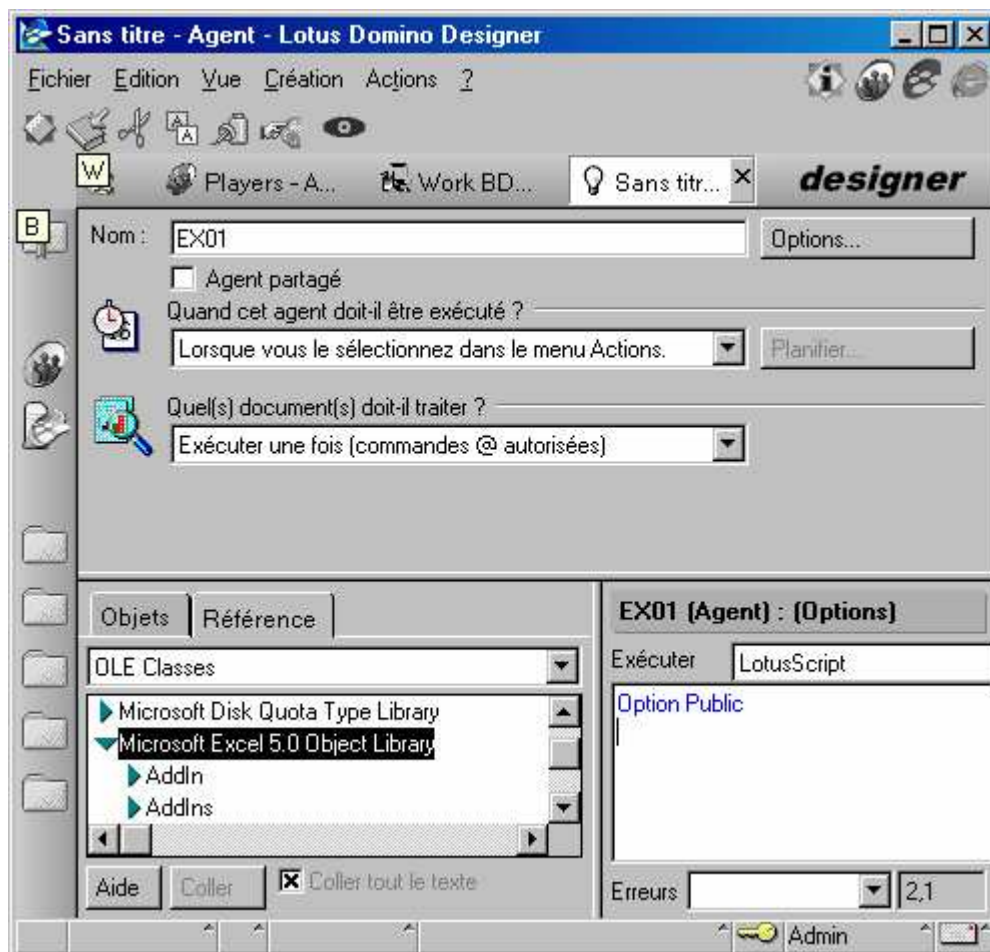 Sans titre - Agent - Lotus Domino Designer
Fichier Edition Vue Création Actions ?
W
Players - A...
Work BD...
Sans titr...
designer
B
Nom :
EX01
Options...
Agent partagé
Quand cet agent doit-il être exécuté ?
Lorsque vous le sélectionnez dans le menu Actions.
Planifier...
Quel(s) document(s) doit-il traiter ?
Exécuter une fois (commandes @ autorisées)
Objets
Référence
EX01 (Agent) : (Options)
OLE Classes
Exécuter
LotusScript
Microsoft Disk Quota Type Library
Microsoft Excel 5.0 Object Library
AddIn
AddIns
Option Public
Aide
Coller
Coller tout le texte
Erreurs
2,1
Admin